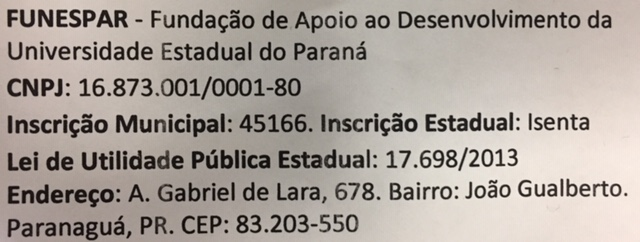 FUNESPAR - Fundação de Apoio ao Desenvolvimento da
Universidade Estadual do Paraná
CNPJ: 16.873.001/0001-80
Inscrição Municipal: 45166. Inscrição Estadual: Isenta
Lei de Utilidade Pública Estadual: 17.698/2013
Endereço: A. Gabriel de Lara, 678. Bairro: João Gualberto.
Paranaguá, PR. CEP: 83.203-550